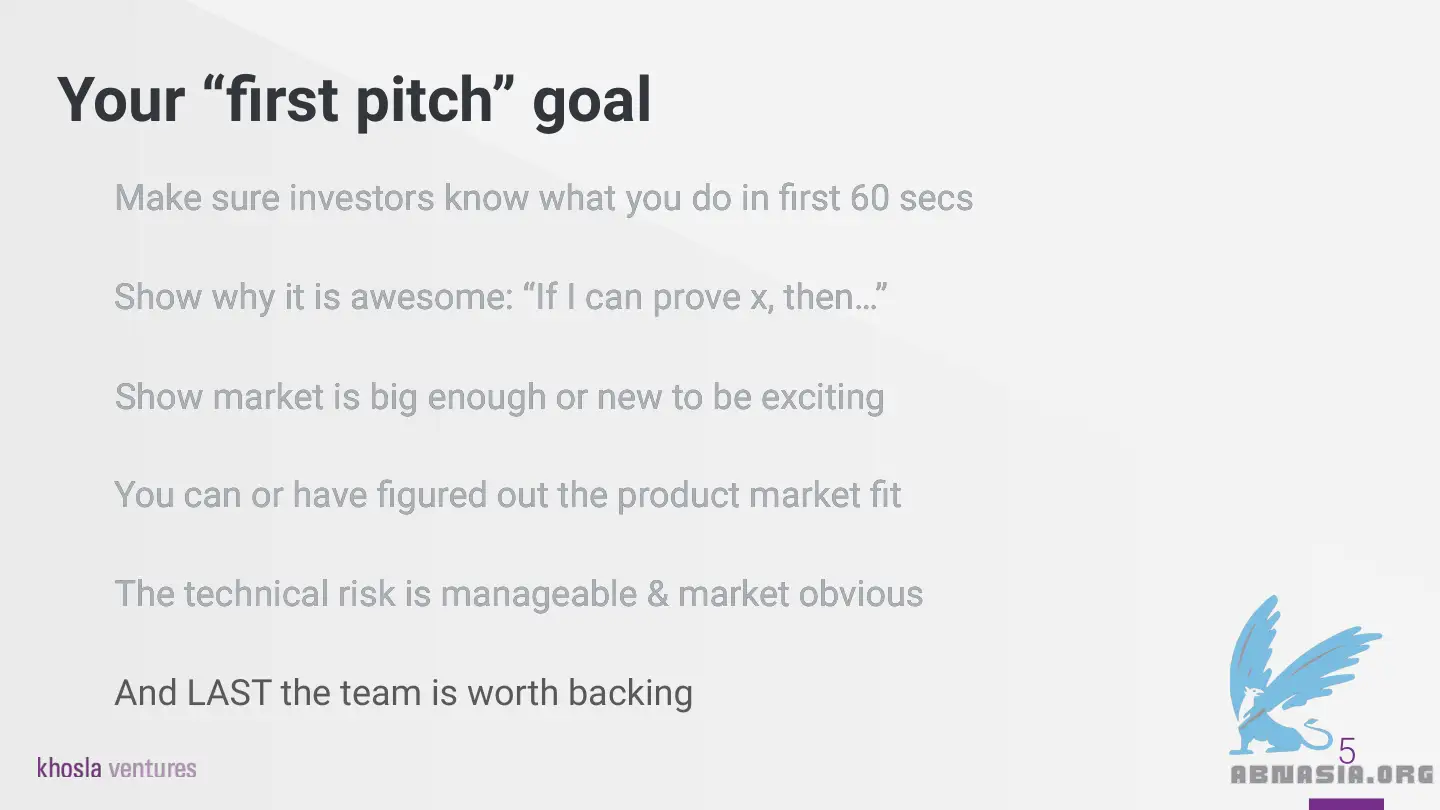 Your “first pitch” goal
Make sure investors know what you do in first 60 secs
Show why it is awesome: “If I can prove x, then…”
Show market is big enough or new to be exciting
You can or have figured out the product market fit
The technical risk is manageable & market obvious
And LAST the team is worth backing
khosla ventures
5
ABNASIA.ORG